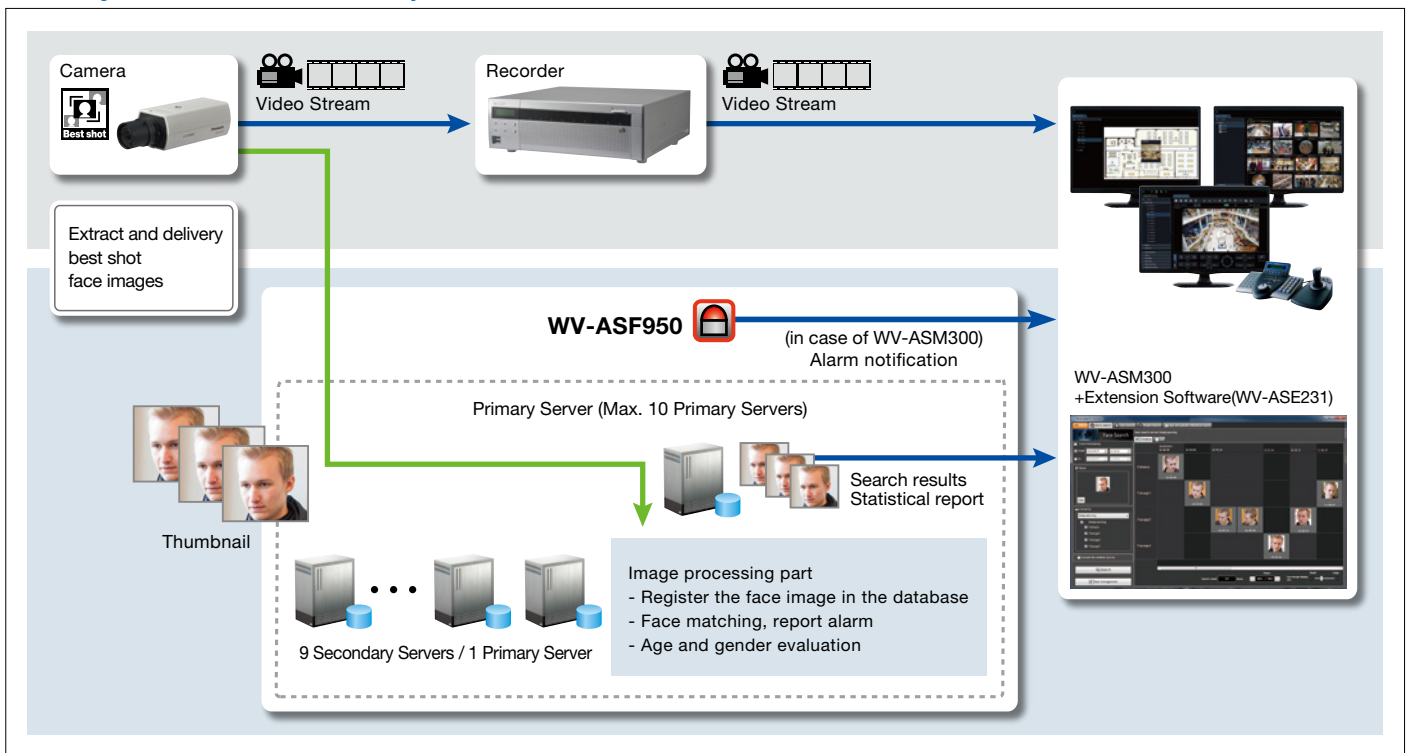 Camera
Best shot
Video Stream
Recorder
Video Stream
Extract and delivery
best shot
face images
WV-ASF950
(in case of WV-ASM300)
Alarm notification
Primary Server (Max. 10 Primary Servers)
Search results
Statistical report
Thumbnail
9 Secondary Servers / 1 Primary Server
Image processing part
- Register the face image in the database
- Face matching, report alarm
- Age and gender evaluation
WV-ASM300
+Extension Software(WV-ASE231)
Face Search